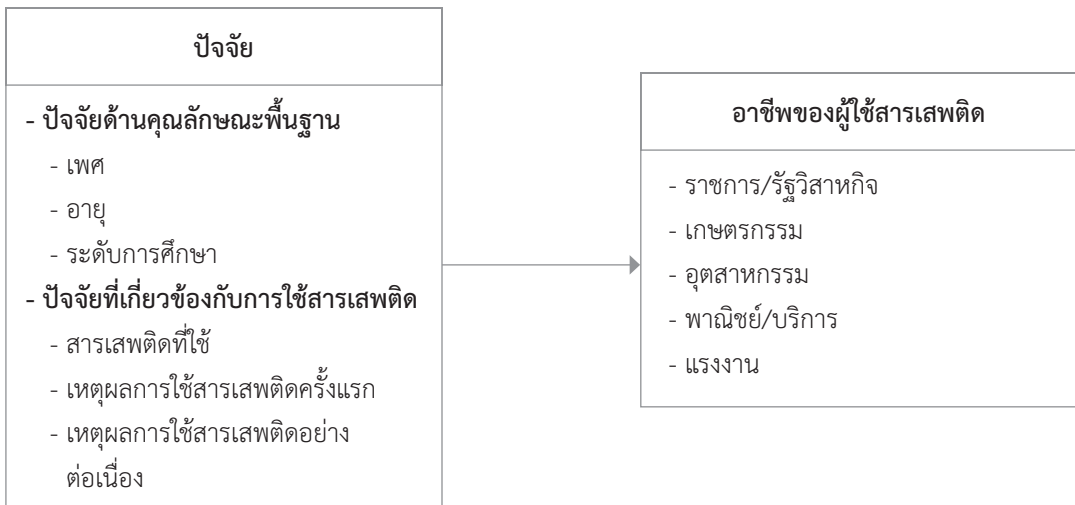 ปัจจัย
- ปัจจัยด้านคุณลักษณะพื้นฐาน
- เพศ
- อายุ
- ระดับการศึกษา
- ปัจจัยที่เกี่ยวข้องกับการใช้สารเสพติด
- สารเสพติดที่ใช้
- เหตุผลการใช้สารเสพติดครั้งแรก
- เหตุผลการใช้สารเสพติดอย่าง
ต่อเนื่อง
อาชีพของผู้ใช้สารเสพติด
- ราชการ/รัฐวิสาหกิจ
- เกษตรกรรม
- อุตสาหกรรม
- พาณิชย์/บริการ
- แรงงาน